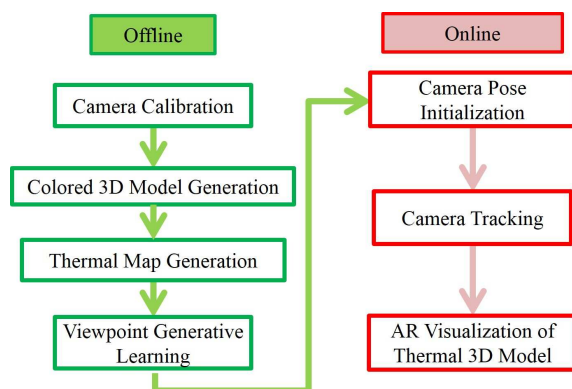 Offline
Camera Calibration
Colored 3D Model Generation
Thermal Map Generation
Viewpoint Generative
Learning
Online
Camera Pose
Initialization
Camera Tracking
AR Visualization of
Thermal 3D Model